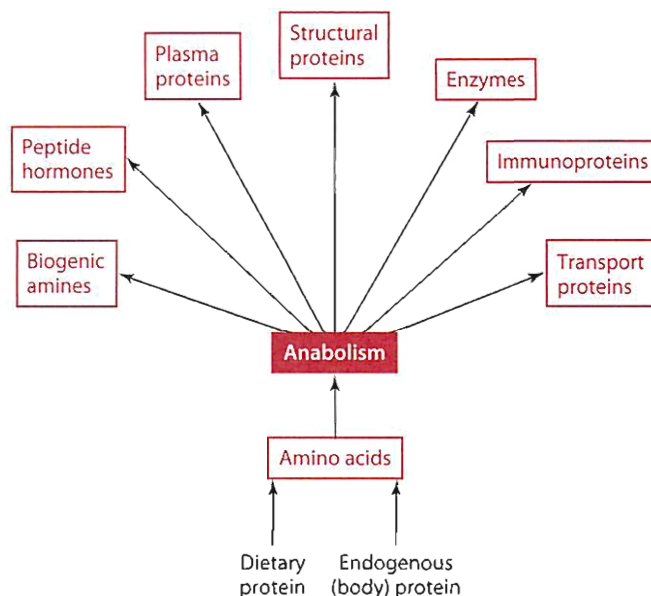 Structural
proteins
Plasma
proteins
Enzymes
Peptide
hormones
Immunoproteins
Biogenic
amines
Transport
proteins
Anabolism
Amino acids
Dietary
protein
Endogenous
(body) protein